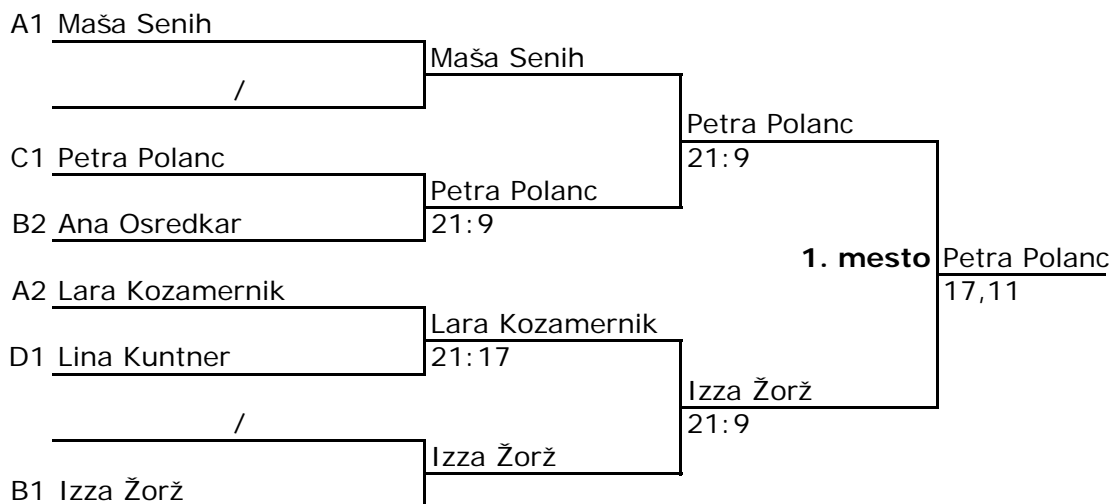 A1 Maša Senih
Maša Senih
/
Petra Polanc
C1 Petra Polanc
21:9
Petra Polanc
B2 Ana Osredkar
21:9
1. mesto Petra Polanc
A2 Lara Kozamernik
17,11
Lara Kozamernik
D1 Lina Kuntner
21:17
Izza Žorž
/
21:9
Izza Žorž
B1 Izza Žorž